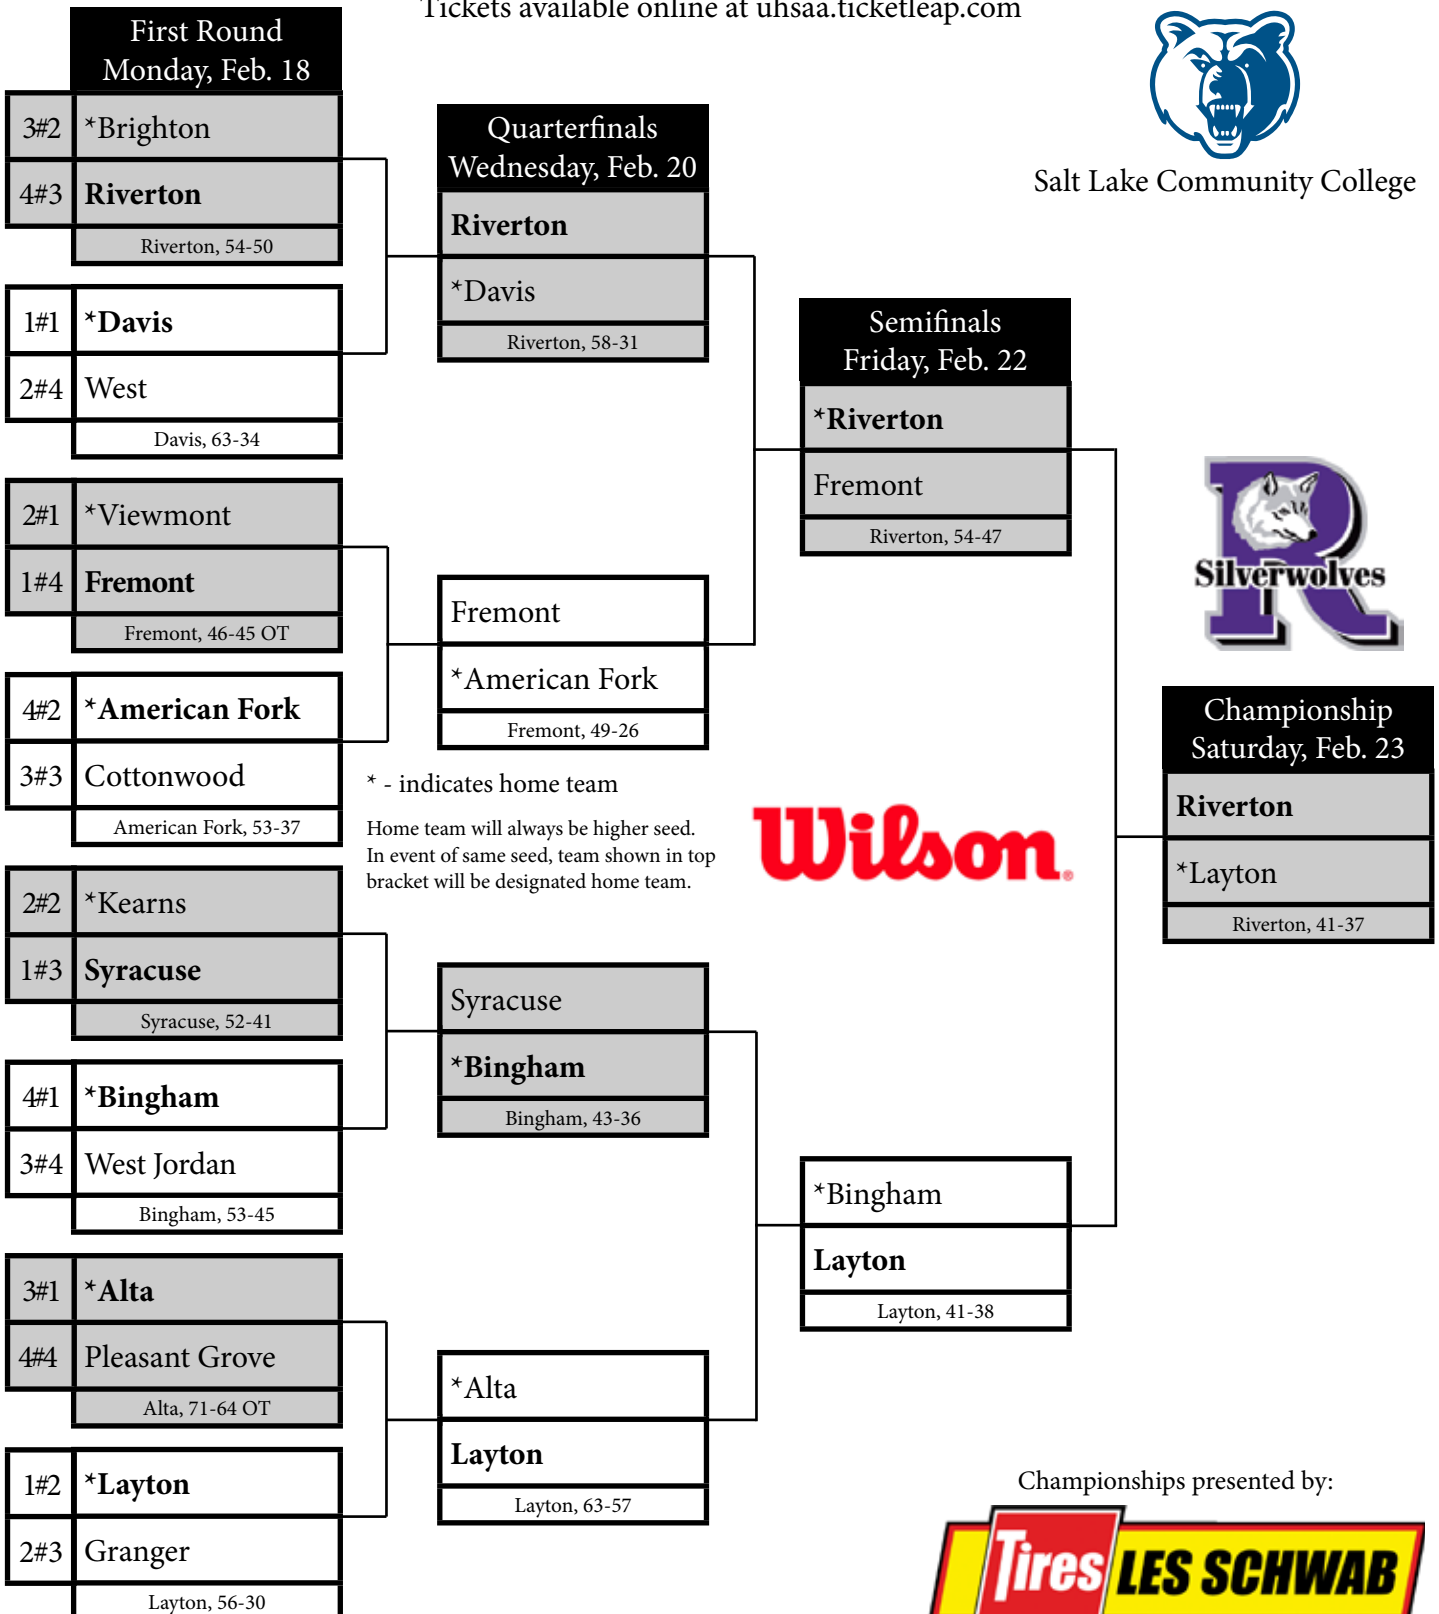 Tickets available online at uhsaa.ticketleap.com
First Round
Monday, Feb. 18
3#2 *Brighton
4#3 Riverton
Riverton, 54-50
1#1 *Davis
2#4 West
Davis, 63-34
2#1 *Viewmont
1#4 Fremont
Fremont, 46-45 OT
4#2 *American Fork
3#3 Cottonwood
American Fork, 53-37
2#2 *Kearns
1#3 Syracuse
Syracuse, 52-41
4#1 *Bingham
3#4 West Jordan
Bingham, 53-45
3#1 *Alta
4#4 Pleasant Grove
Alta, 71-64 OT
1#2 *Layton
2#3 Granger
Layton, 56-30
Quarterfinals
Wednesday, Feb. 20
Riverton
*Davis
Riverton, 58-31
Fremont
*American Fork
Fremont, 49-26
* - indicates home team
Home team will always be higher seed.
In event of same seed, team shown in top
bracket will be designated home team.
Syracuse
*Bingham
Bingham, 43-36
*Alta
Layton
Layton, 63-57
Semifinals
Friday, Feb. 22
*Riverton
Fremont
Riverton, 54-47
Wilson®
*Bingham
Layton
Layton, 41-38
Salt Lake Community College
R
Silverwolves
Championship
Saturday, Feb. 23
Riverton
*Layton
Riverton, 41-37
Championships presented by:
Tires LES SCHWAB